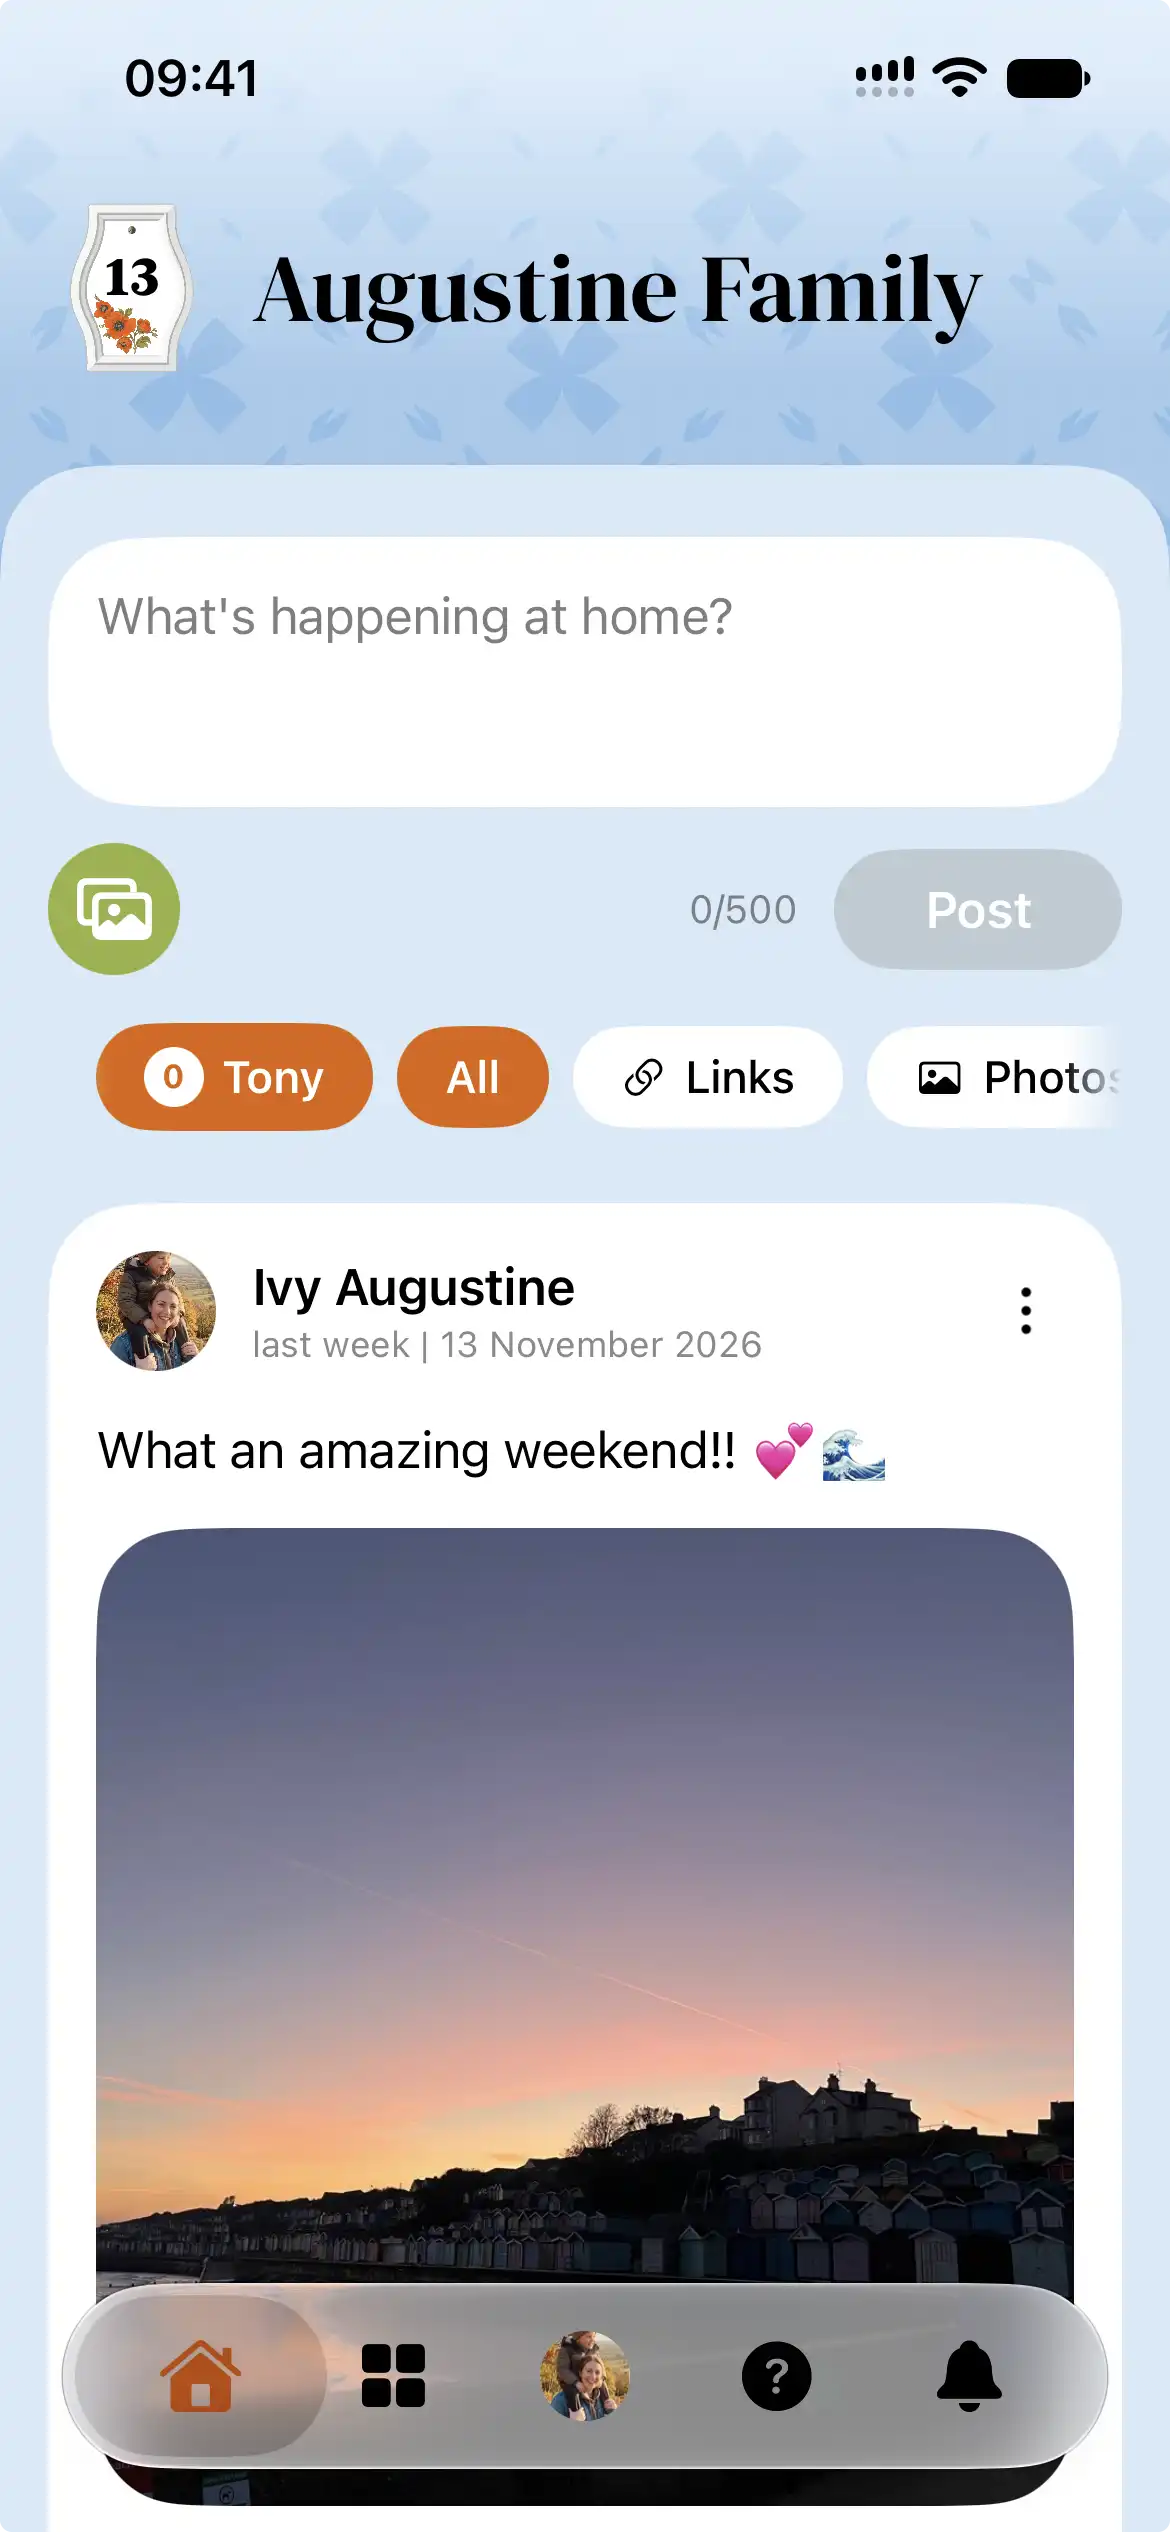 09:41
13
Augustine Family
What's happening at home?
0/500
Post
0 Tony
All
Links
Photos
Ivy Augustine
last week | 13 November 2026
What an amazing weekend!! 💕🌊
?